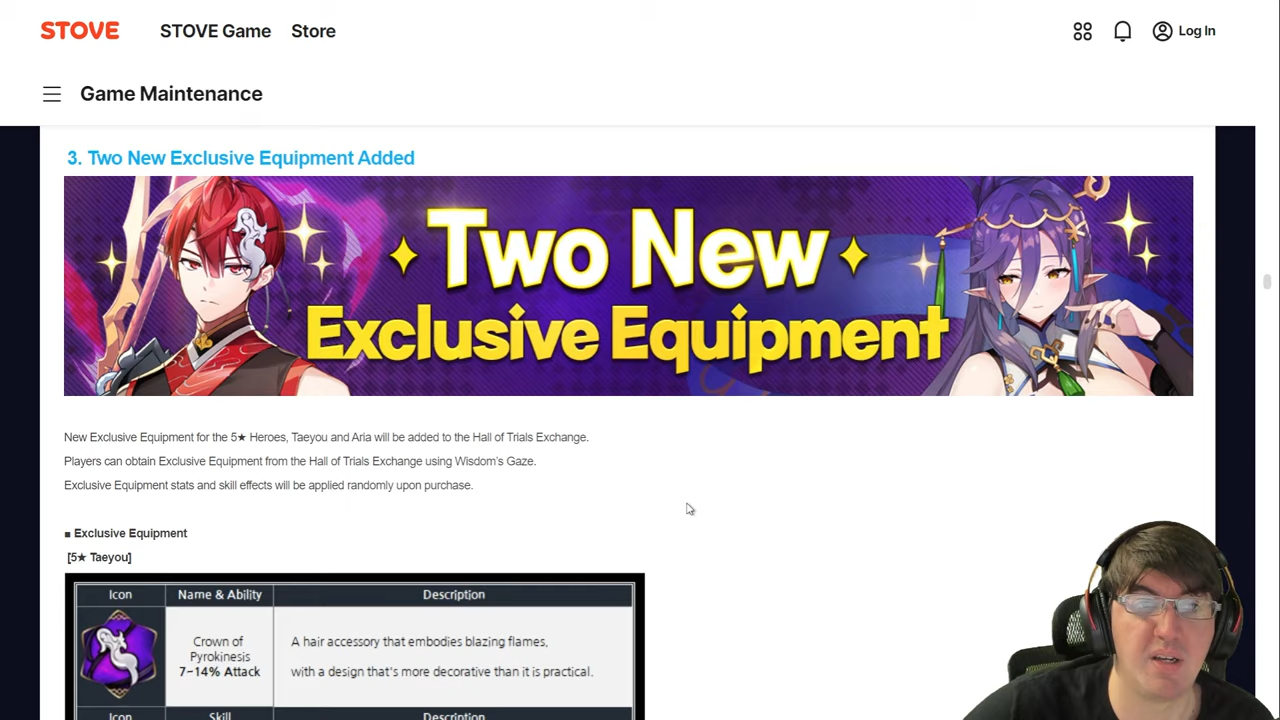 STOVE
STOVE Game
Store
Log In
Game Maintenance
3. Two New Exclusive Equipment Added
Two New
Exclusive Equipment
New Exclusive Equipment for the 5★ Heroes, Taeyou and Aria will be added to the Hall of Trials Exchange.
Players can obtain Exclusive Equipment from the Hall of Trials Exchange using Wisdom's Gaze.
Exclusive Equipment stats and skill effects will be applied randomly upon purchase.
■ Exclusive Equipment
[5★ Taeyou]
Icon
Name & Ability
Description
Crown of
Pyrokinesis
7~14% Attack
A hair accessory that embodies blazing flames,
with a design that's more decorative than it is practical.
Icon
Skill
Description